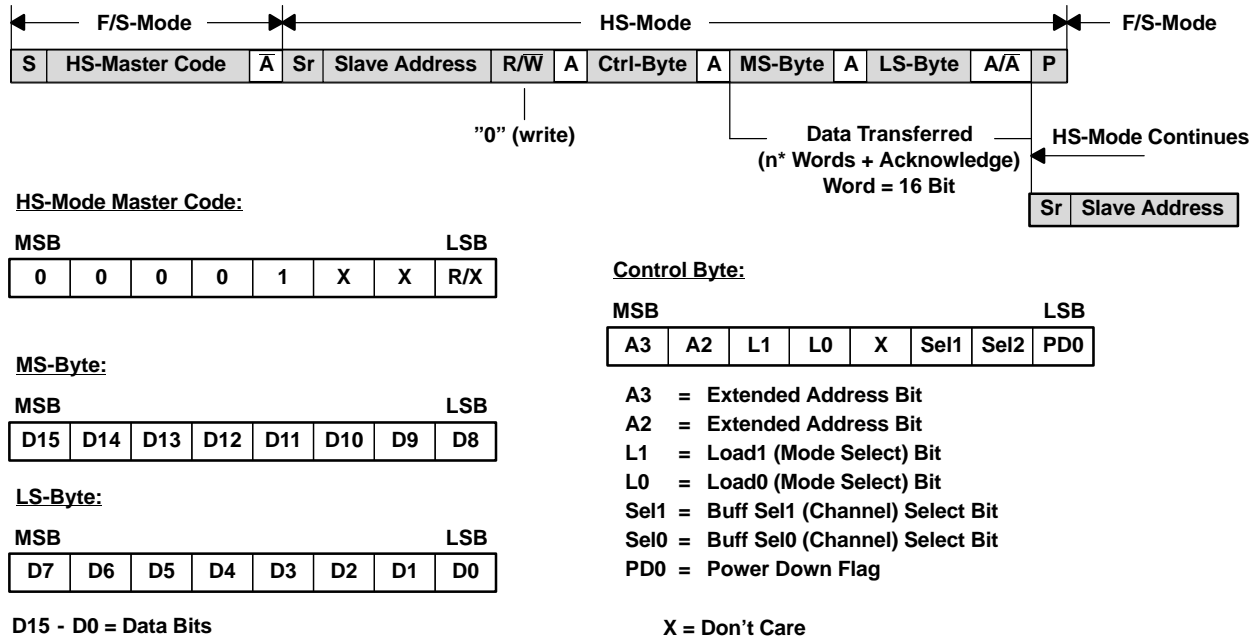 F/S-Mode HS-Mode F/S-Mode
S HS-Master Code A̅ Sr Slave Address R/W̅ A Ctrl-Byte A MS-Byte A LS-Byte A/A̅ P
”0” (write)
Data Transferred
(n* Words + Acknowledge)
Word = 16 Bit
HS-Mode Continues
Sr Slave Address
HS-Mode Master Code:
MSB LSB
0 0 0 0 1 X X R/X
MS-Byte:
MSB LSB
D15 D14 D13 D12 D11 D10 D9 D8
LS-Byte:
MSB LSB
D7 D6 D5 D4 D3 D2 D1 D0
D15 - D0 = Data Bits
Control Byte:
MSB LSB
A3 A2 L1 L0 X Sel1 Sel2 PD0
A3 = Extended Address Bit
A2 = Extended Address Bit
L1 = Load1 (Mode Select) Bit
L0 = Load0 (Mode Select) Bit
Sel1 = Buff Sel1 (Channel) Select Bit
Sel0 = Buff Sel0 (Channel) Select Bit
PD0 = Power Down Flag
X = Don’t Care